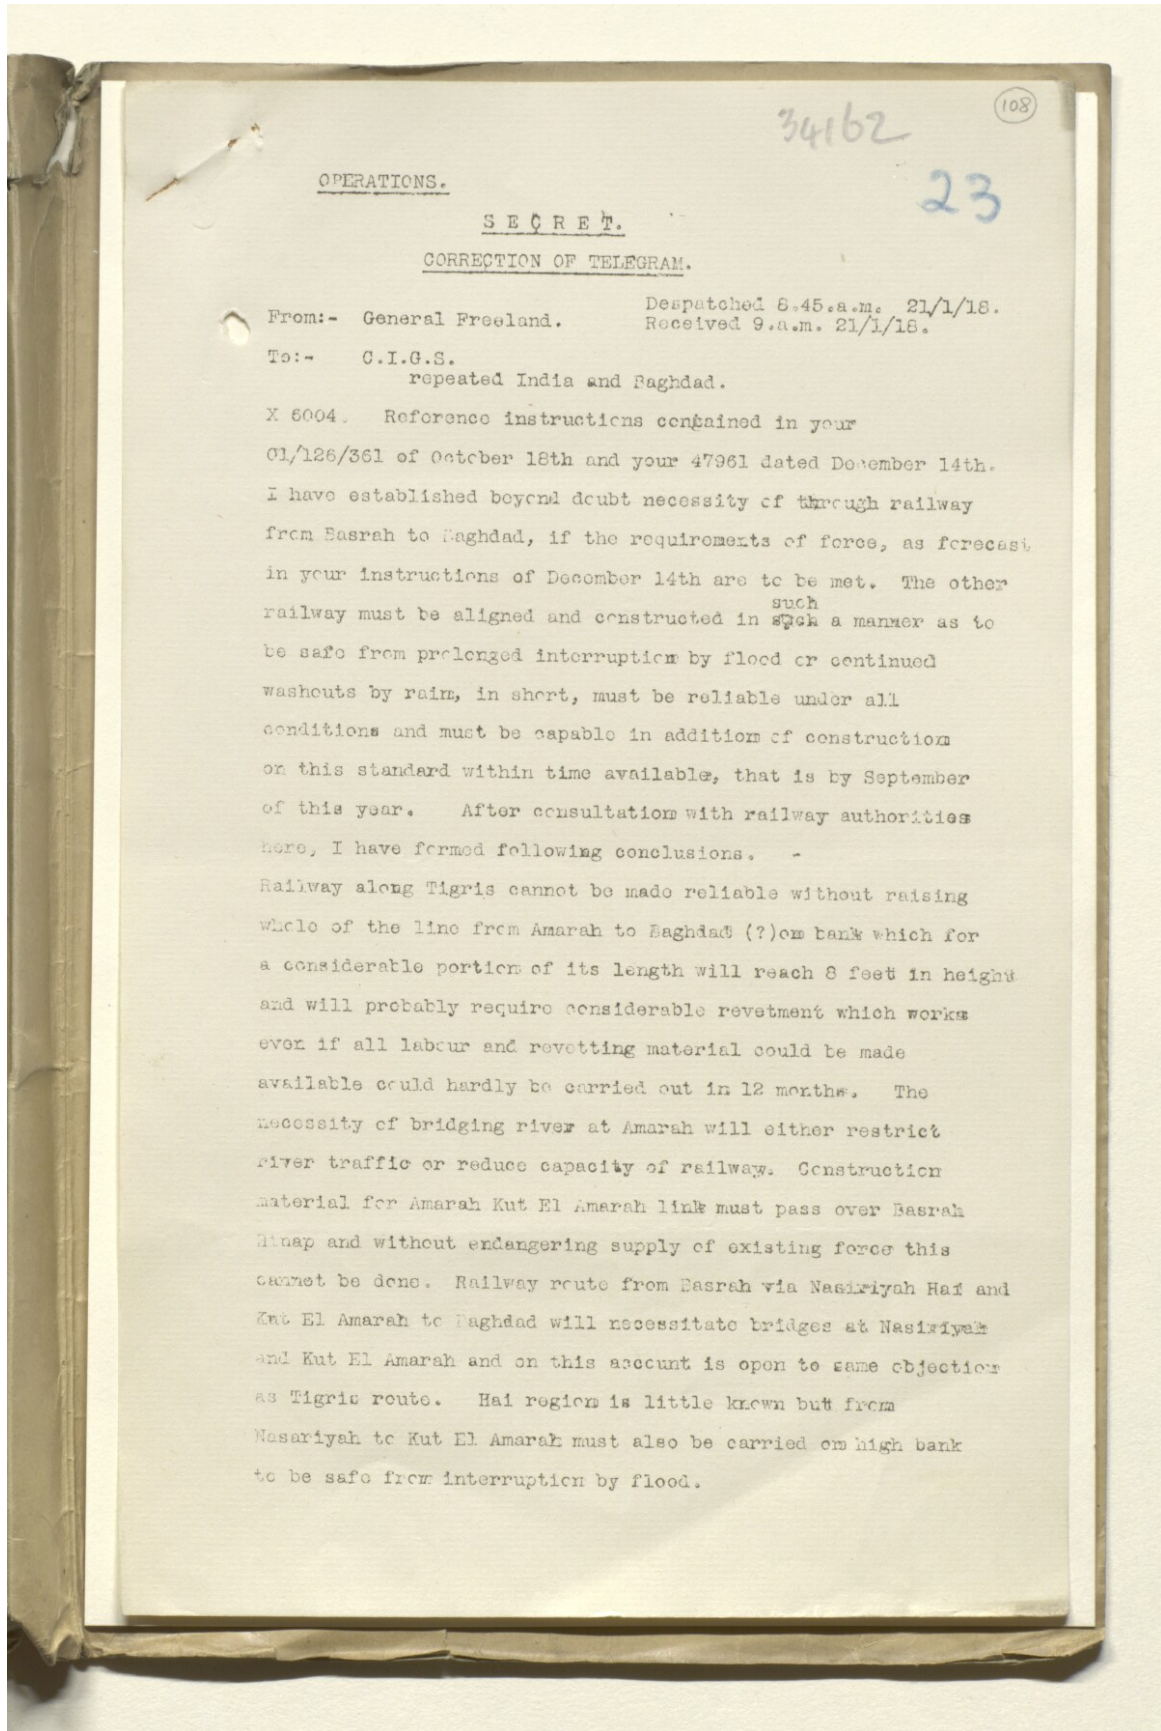 108
34162
23
OPERATIONS.
SECRET.
CORRECTION OF TELEGRAM.
Despatched 8.45.a.m. 21/1/18.
From:- General Freeland. Received 9.a.m. 21/1/18.
To:- C.I.G.S.
repeated India and Baghdad.
X 6004. Reference instructions contained in your
01/126/361 of October 18th and your 47961 dated December 14th.
I have established beyond doubt necessity of through railway
from Basrah to Baghdad, if the requirements of force, as forecast
in your instructions of December 14th are to be met. The other
such
railway must be aligned and constructed in such a manner as to
be safe from prolonged interruption by flood or continued
washouts by rain, in short, must be reliable under all
conditions and must be capable in addition of construction
on this standard within time available, that is by September
of this year. After consultation with railway authorities
here, I have formed following conclusions. -
Railway along Tigris cannot be made reliable without raising
whole of the line from Amarah to Baghdad (?)on bank which for
a considerable portion of its length will reach 8 feet in height
and will probably require considerable revetment which works
even if all labour and revetting material could be made
available could hardly be carried out in 12 months. The
necessity of bridging river at Amarah will either restrict
river traffic or reduce capacity of railway. Construction
material for Amarah Kut El Amarah link must pass over Basrah
and without endangering supply of existing force this
cannot be done. Railway route from Basrah via Nasiriyah Hai and
Kut El Amarah to Baghdad will necessitate bridges at Nasiriyah
and Kut El Amarah and on this account is open to same objection
as Tigris route. Hai region is little known but from
Nasariyah to Kut El Amarah must also be carried on high bank
to be safe from interruption by flood.